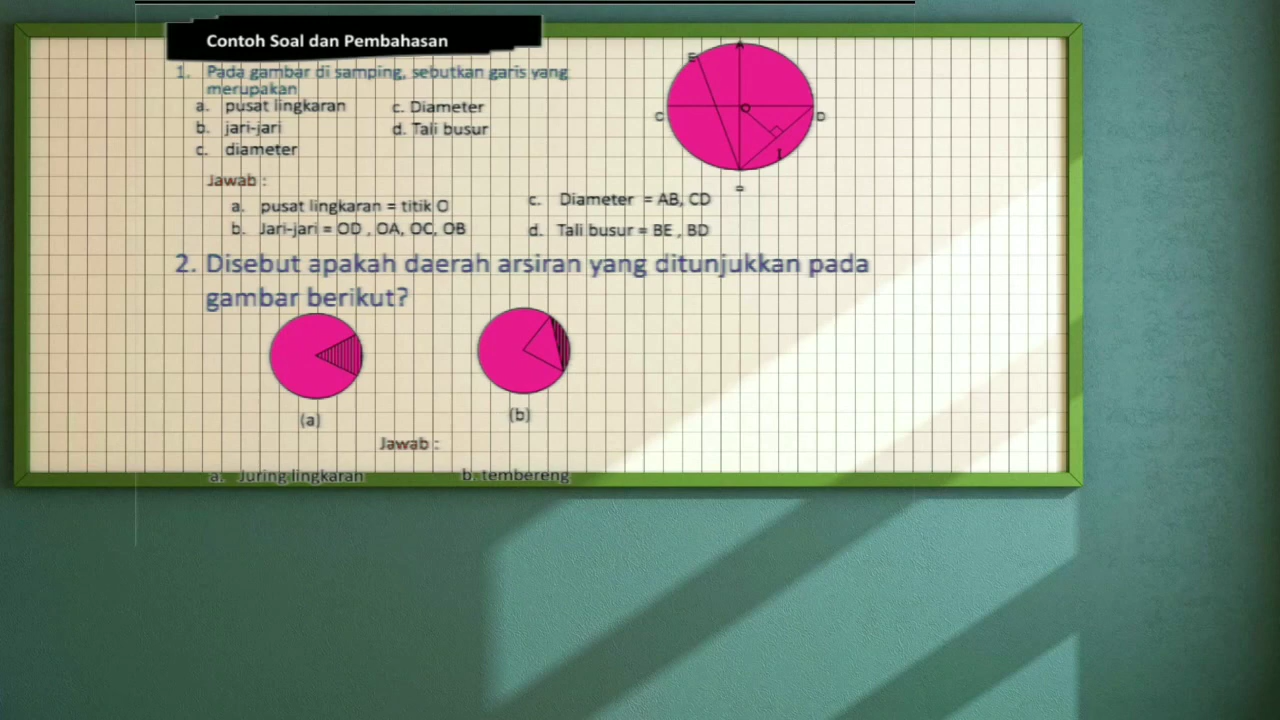 Contoh Soal dan Pembahasan
1. Pada gambar di samping, sebutkan garis yang
merupakan
a. pusat lingkaran c. Diameter
b. jari-jari d. Tali busur
c. diameter
A
E
O
C
D
Jawab :
a. pusat lingkaran = titik O
b. Jari-jari = OD , OA, OC, OB
c. Diameter = AB, CD
d. Tali busur = BE , BD
2. Disebut apakah daerah arsiran yang ditunjukkan pada
gambar berikut?
(a) (b)
Jawab :
a. Juring lingkaran b. tembereng